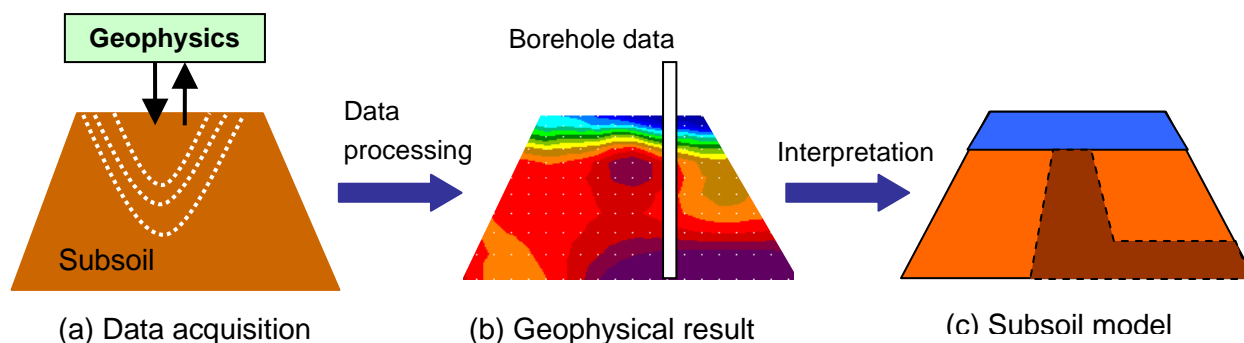 Geophysics
Subsoil
(a) Data acquisition
Data
processing
Borehole data
(b) Geophysical result
Interpretation
(c) Subsoil model